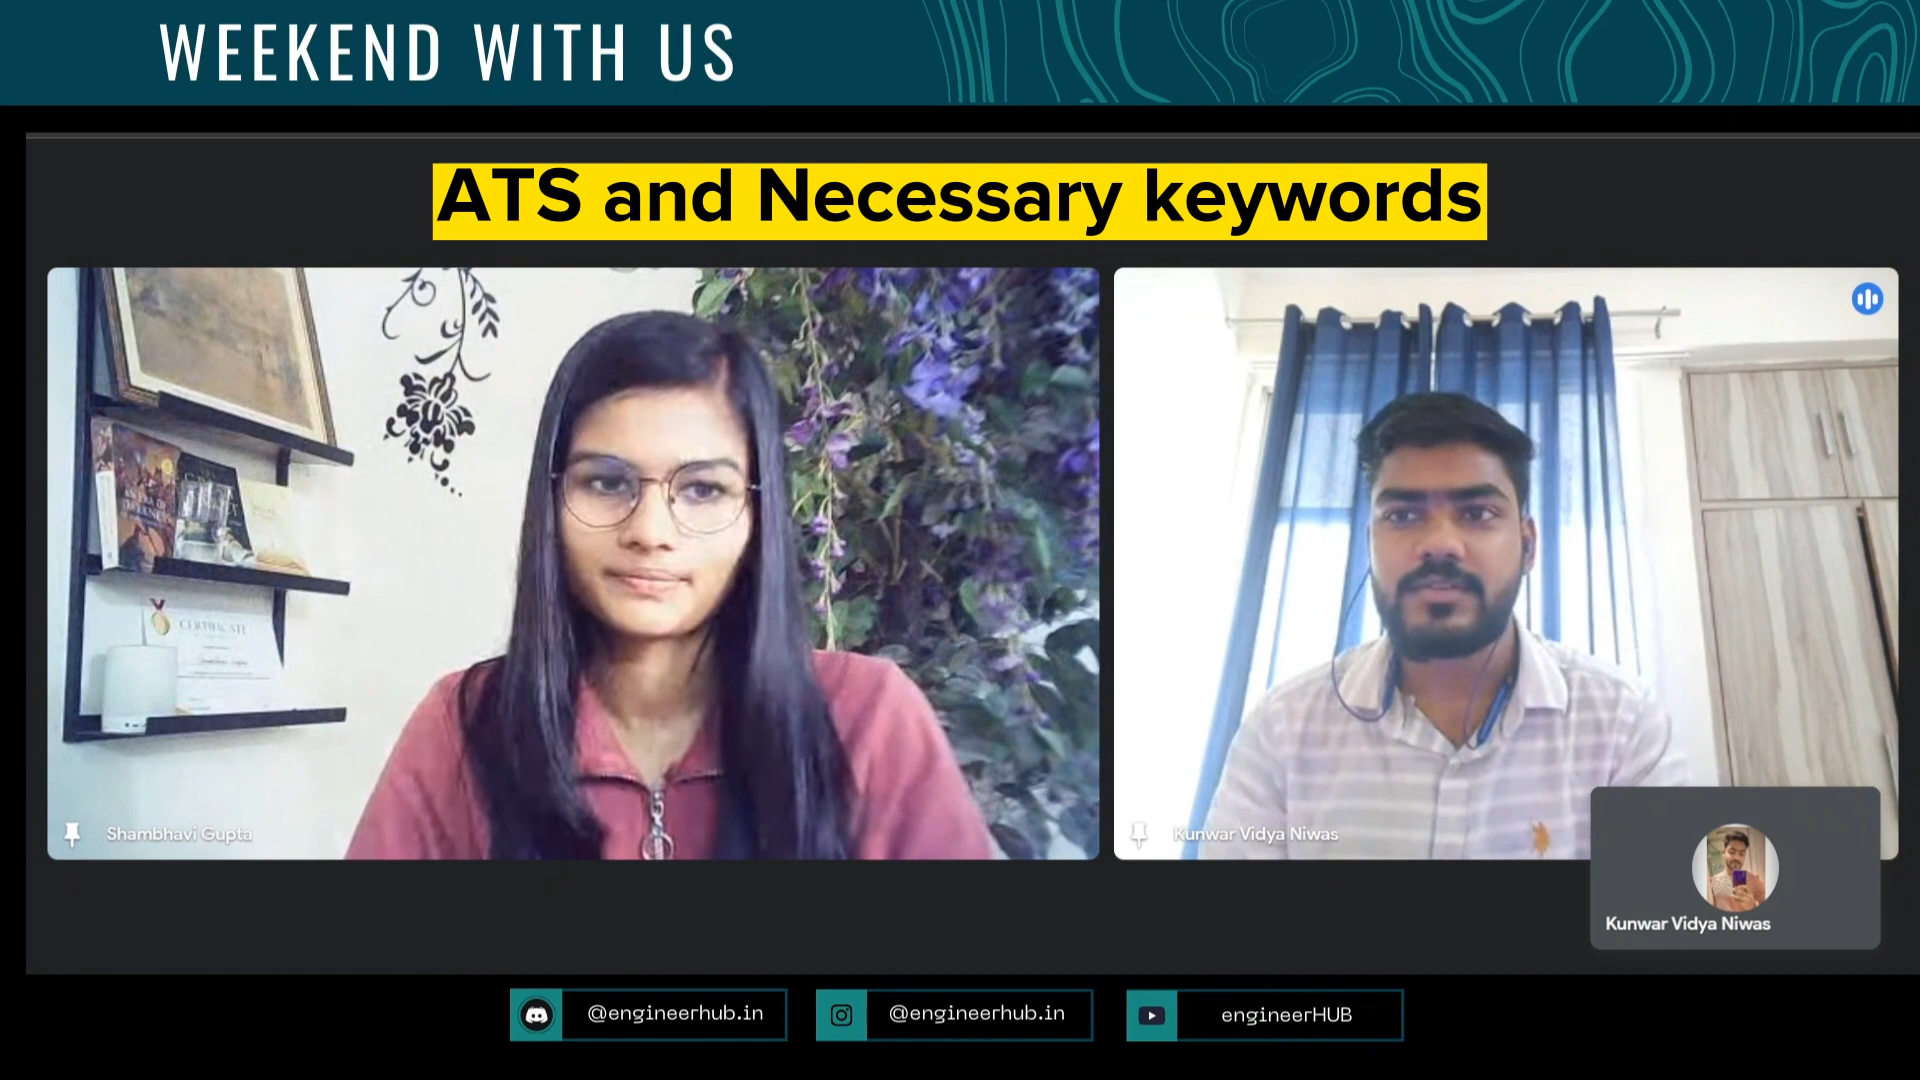 WEEKEND WITH US
ATS and Necessary keywords
CERTIFICATE
Shambhavi Gupta
Kunwar Vidya Niwas
Kunwar Vidya Niwas
@engineerhub.in
@engineerhub.in
engineerHUB